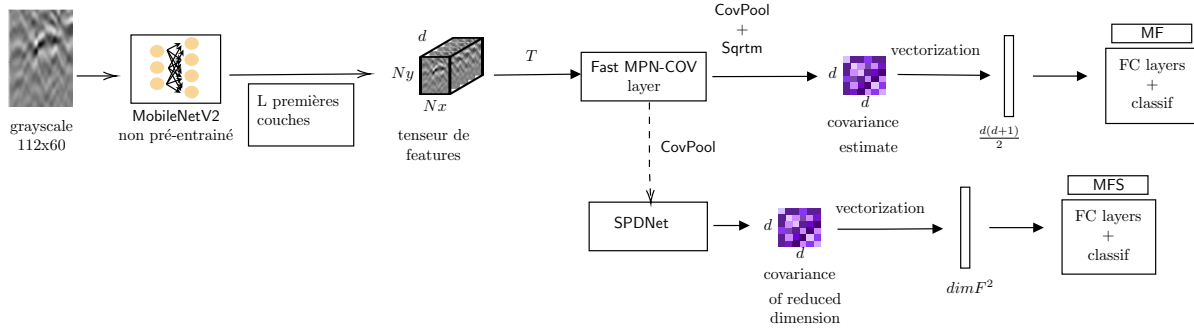 grayscale
112x60
MobileNetV2
non pré-entrainé
L premières
couches
d
Ny
Nx
tenseur de
features
T
Fast MPN-COV
layer
CovPool
+
Sqrtm
d
d
covariance
estimate
vectorization
d(d+1)
2
MF
FC layers
+
classif
CovPool
SPDNet
d
d
covariance
of reduced
dimension
vectorization
dimF²
MFS
FC layers
+
classif